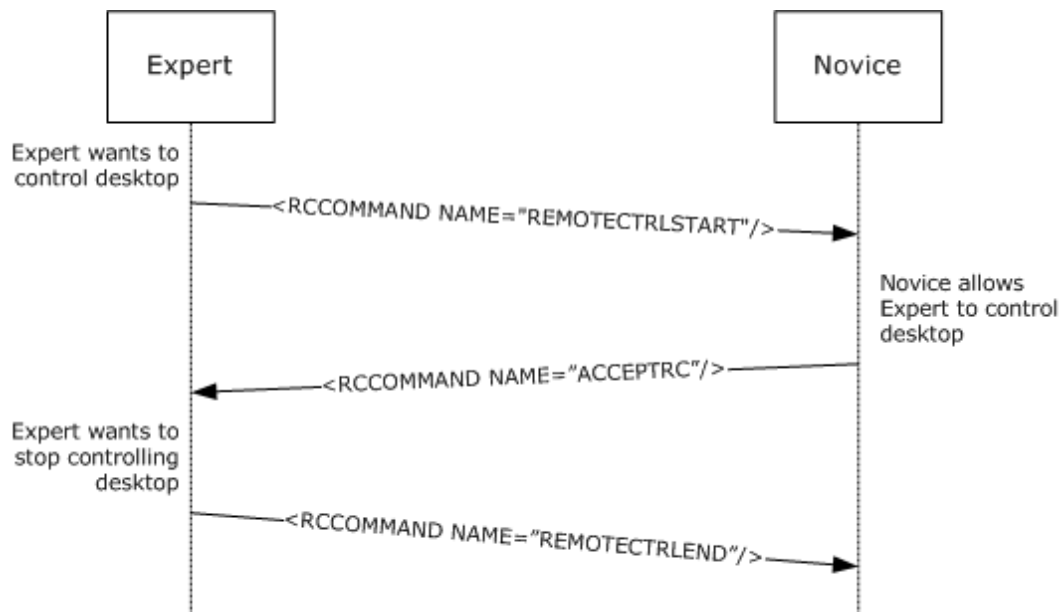 Expert
Novice
Expert wants to
control desktop
<RCCOMMAND NAME="REMOTECTRLSTART"/>
Novice allows
Expert to control
desktop
<RCCOMMAND NAME="ACCEPTRC"/>
Expert wants to
stop controlling
desktop
<RCCOMMAND NAME="REMOTECTRLEND"/>